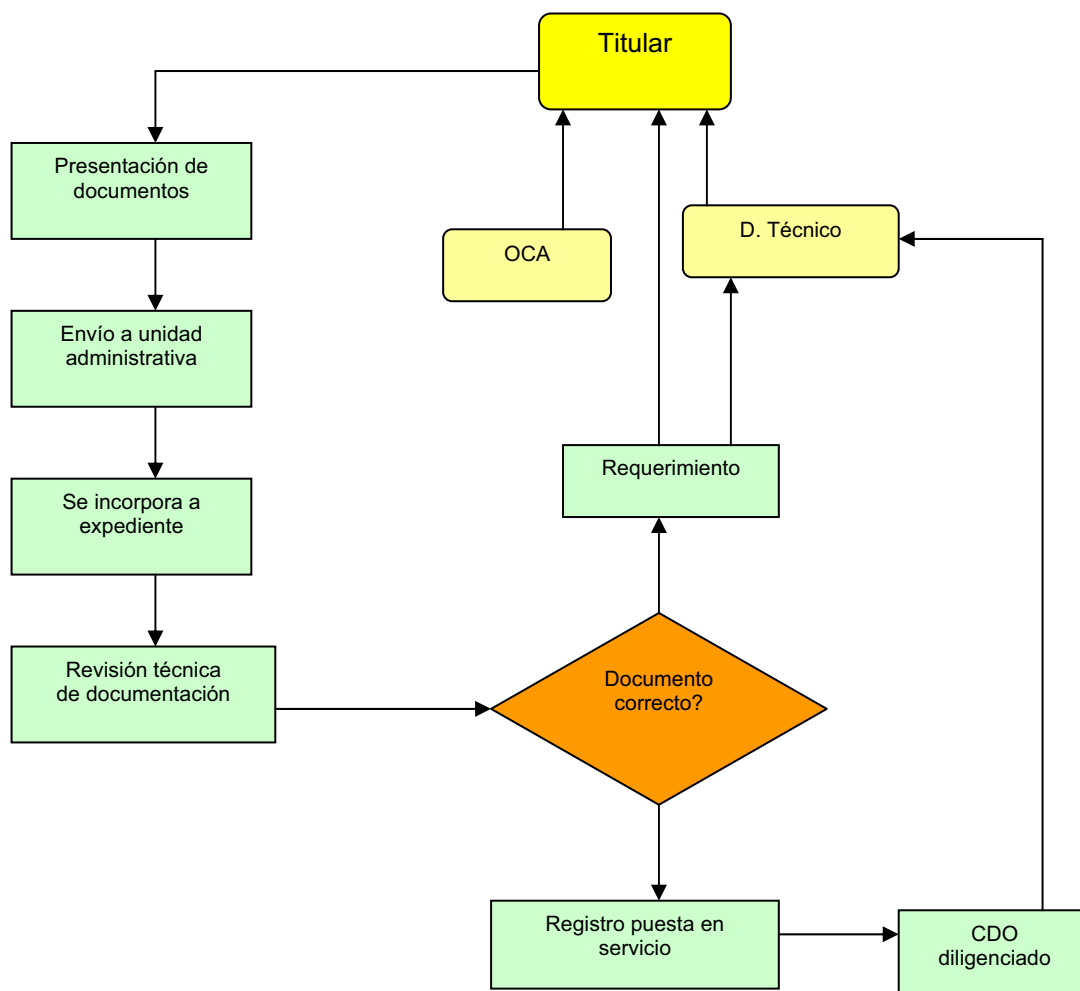 Titular
Presentación de
documentos
OCA
D. Técnico
Envío a unidad
administrativa
Requerimiento
Se incorpora a
expediente
Revisión técnica
de documentación
Documento
correcto?
Registro puesta en
servicio
CDO
diligenciado